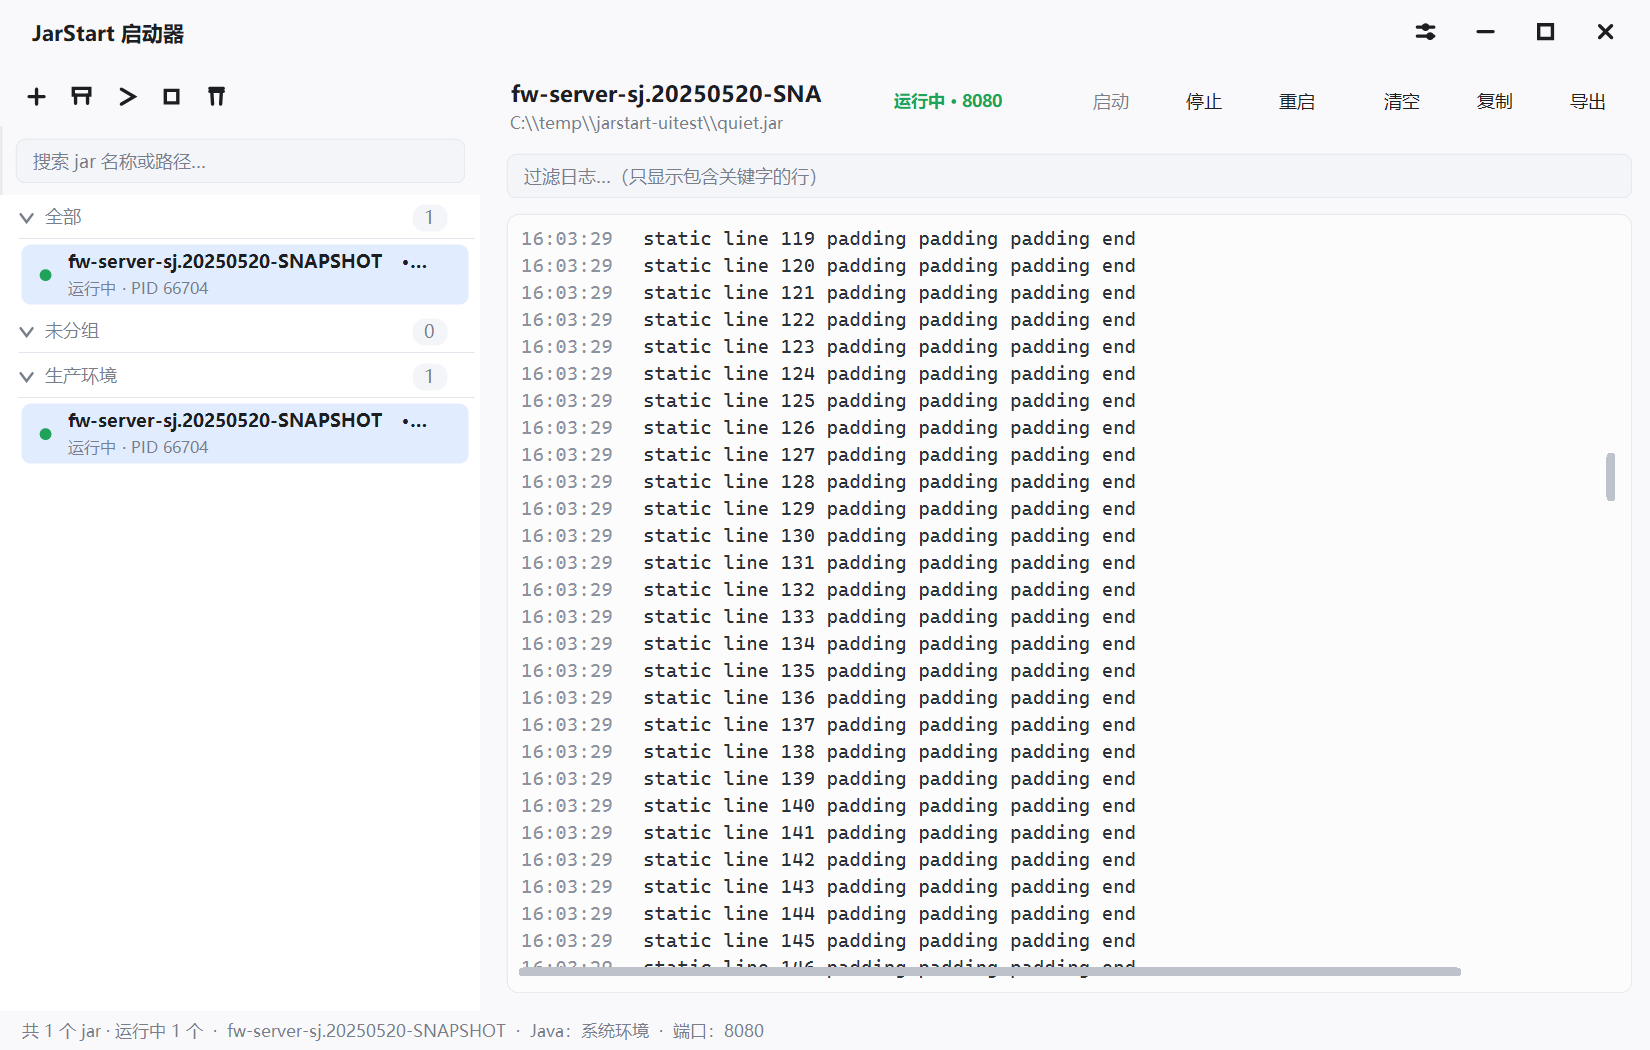 JarStart 启动器
搜索 jar 名称或路径...
全部 1
fw-server-sj.20250520-SNAPSHOT •...
运行中 · PID 66704
未分组 0
生产环境 1
fw-server-sj.20250520-SNAPSHOT •...
运行中 · PID 66704
fw-server-sj.20250520-SNA
C:\\temp\\jarstart-uitest\\quiet.jar
运行中 • 8080
启动 停止 重启 清空 复制 导出
过滤日志...（只显示包含关键字的行）
16:03:29 static line 119 padding padding padding end
16:03:29 static line 120 padding padding padding end
16:03:29 static line 121 padding padding padding end
16:03:29 static line 122 padding padding padding end
16:03:29 static line 123 padding padding padding end
16:03:29 static line 124 padding padding padding end
16:03:29 static line 125 padding padding padding end
16:03:29 static line 126 padding padding padding end
16:03:29 static line 127 padding padding padding end
16:03:29 static line 128 padding padding padding end
16:03:29 static line 129 padding padding padding end
16:03:29 static line 130 padding padding padding end
16:03:29 static line 131 padding padding padding end
16:03:29 static line 132 padding padding padding end
16:03:29 static line 133 padding padding padding end
16:03:29 static line 134 padding padding padding end
16:03:29 static line 135 padding padding padding end
16:03:29 static line 136 padding padding padding end
16:03:29 static line 137 padding padding padding end
16:03:29 static line 138 padding padding padding end
16:03:29 static line 139 padding padding padding end
16:03:29 static line 140 padding padding padding end
16:03:29 static line 141 padding padding padding end
16:03:29 static line 142 padding padding padding end
16:03:29 static line 143 padding padding padding end
16:03:29 static line 144 padding padding padding end
16:03:29 static line 145 padding padding padding end
16:03:29 static line 146 padding padding padding end
共 1 个 jar · 运行中 1 个 · fw-server-sj.20250520-SNAPSHOT · Java：系统环境 · 端口：8080